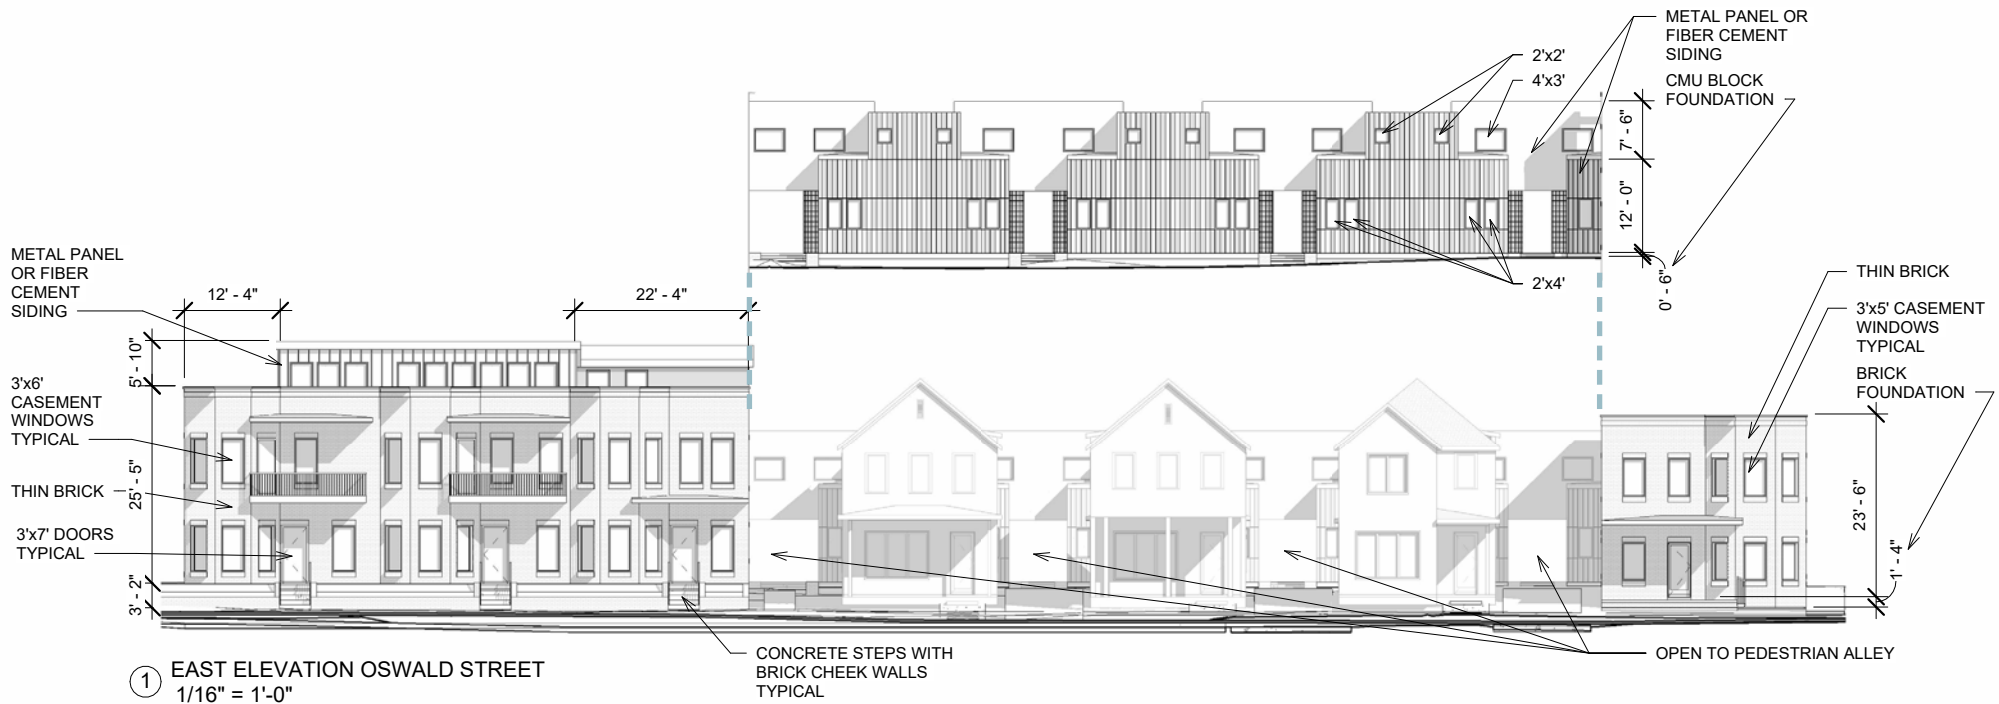 METAL PANEL OR
FIBER CEMENT
SIDING
2'x2'
4'x3'
CMU BLOCK
FOUNDATION
7' - 6"
12' - 0"
0' - 6"
2'x4'
METAL PANEL
OR FIBER
CEMENT
SIDING
12' - 4"
22' - 4"
5' - 10"
3'x6'
CASEMENT
WINDOWS
TYPICAL
THIN BRICK
25' - 5"
3'x7' DOORS
TYPICAL
3' - 2"
THIN BRICK
3'x5' CASEMENT
WINDOWS
TYPICAL
BRICK
FOUNDATION
23' - 6"
1' - 4"
CONCRETE STEPS WITH
BRICK CHEEK WALLS
TYPICAL
OPEN TO PEDESTRIAN ALLEY
1 EAST ELEVATION OSWALD STREET
1/16" = 1'-0"